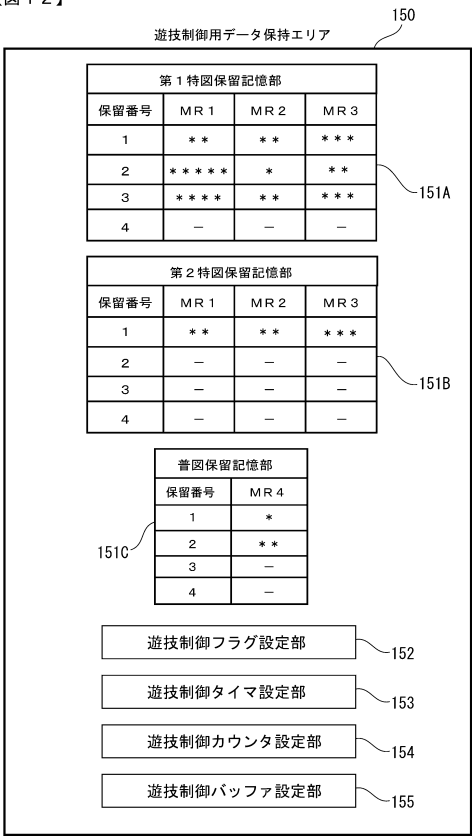 【図１２】
150
遊技制御用データ保持エリア
第１特図保留記憶部
保留番号 ＭＲ１ ＭＲ２ ＭＲ３
1 ** ** ***
2 ***** * **
3 **** ** ***
4 － － －
151A
第２特図保留記憶部
保留番号 ＭＲ１ ＭＲ２ ＭＲ３
1 ** ** ***
2 － － －
3 － － －
4 － － －
151B
普図保留記憶部
保留番号 ＭＲ４
1 *
2 **
3 －
4 －
151C
遊技制御フラグ設定部
152
遊技制御タイマ設定部
153
遊技制御カウンタ設定部
154
遊技制御バッファ設定部
155